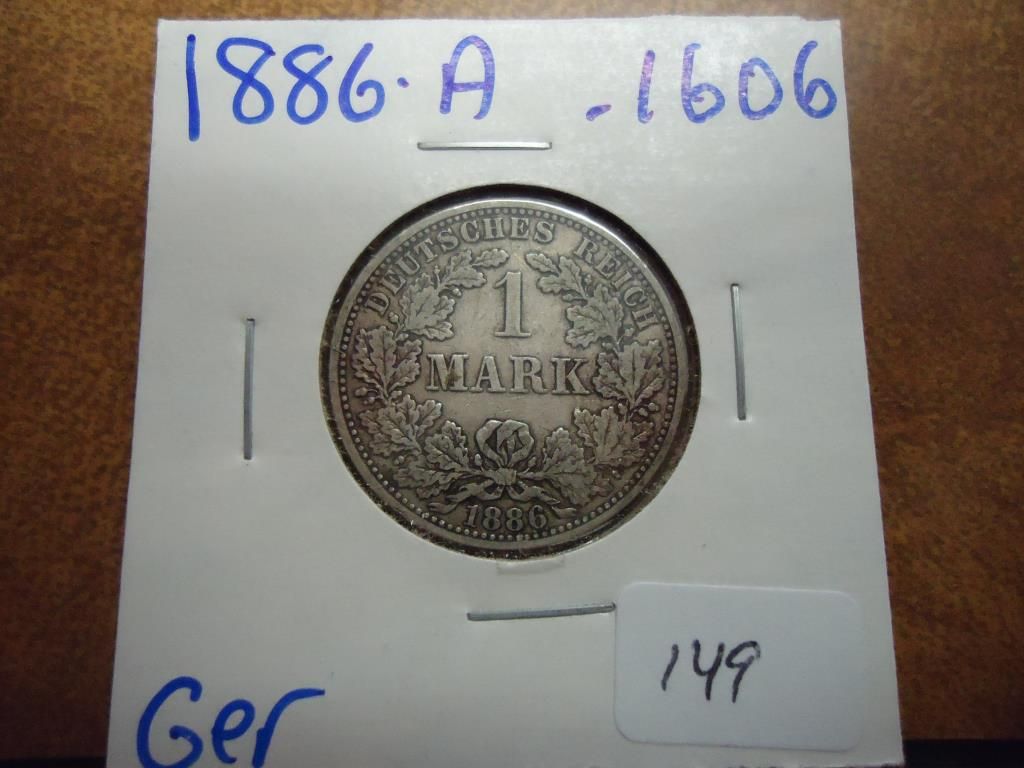 1886·A .1606
DEUTSCHES REICH
1
MARK
1886
149
Ger